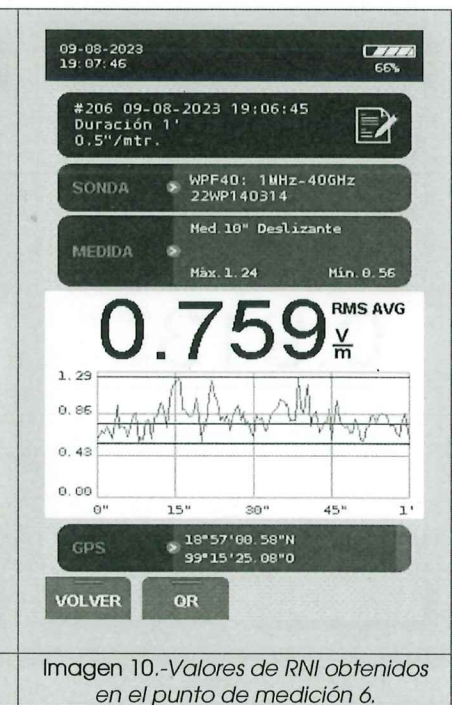 09-08-2023
19:07:46
66%
#206 09-08-2023 19:06:45
Duración 1'
0.5"/mtr.
SONDA
WPF40: 1MHz-40GHz
22WP140314
MEDIDA
Med.10" Deslizante
Máx.1.24 Mín.0.56
0.759 RMS AVG V/m
1.29
0.86
0.43
0.00
0" 15" 30" 45" 1'
GPS
18°57'00.58"N
99°15'25.08"O
VOLVER QR
Imagen 10.-Valores de RNI obtenidos
en el punto de medición 6.